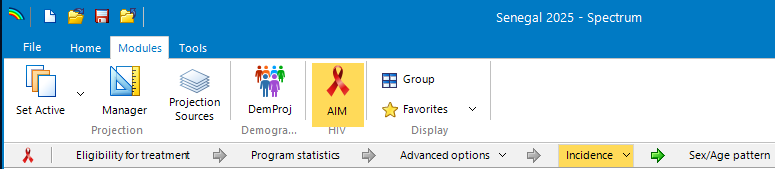 Senegal 2025 - Spectrum
File Home Modules Tools
Set Active Manager Projection Sources DemProj AIM Group Favorites
Projection Demogra... HIV Display
Eligibility for treatment Program statistics Advanced options Incidence Sex/Age pattern